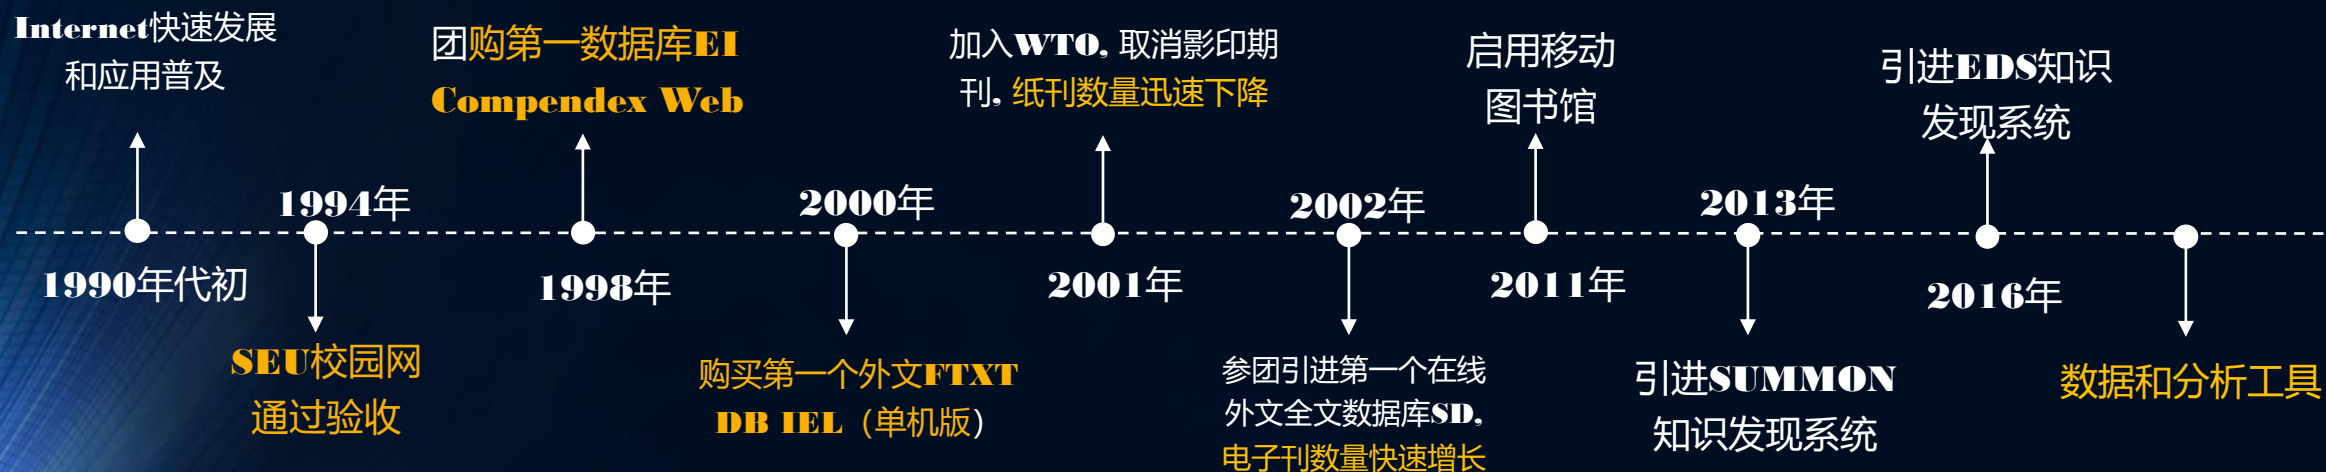 Internet快速发展
和应用普及
1990年代初
1994年
SEU校园网
通过验收
团购第一数据库EI
Compendex Web
1998年
2000年
购买第一个外文FTXT
DB IEL（单机版）
加入WTO, 取消影印期
刊, 纸刊数量迅速下降
2001年
2002年
参团引进第一个在线
外文全文数据库SD,
电子刊数量快速增长
启用移动
图书馆
2011年
2013年
引进SUMMON
知识发现系统
引进EDS知识
发现系统
2016年
数据和分析工具